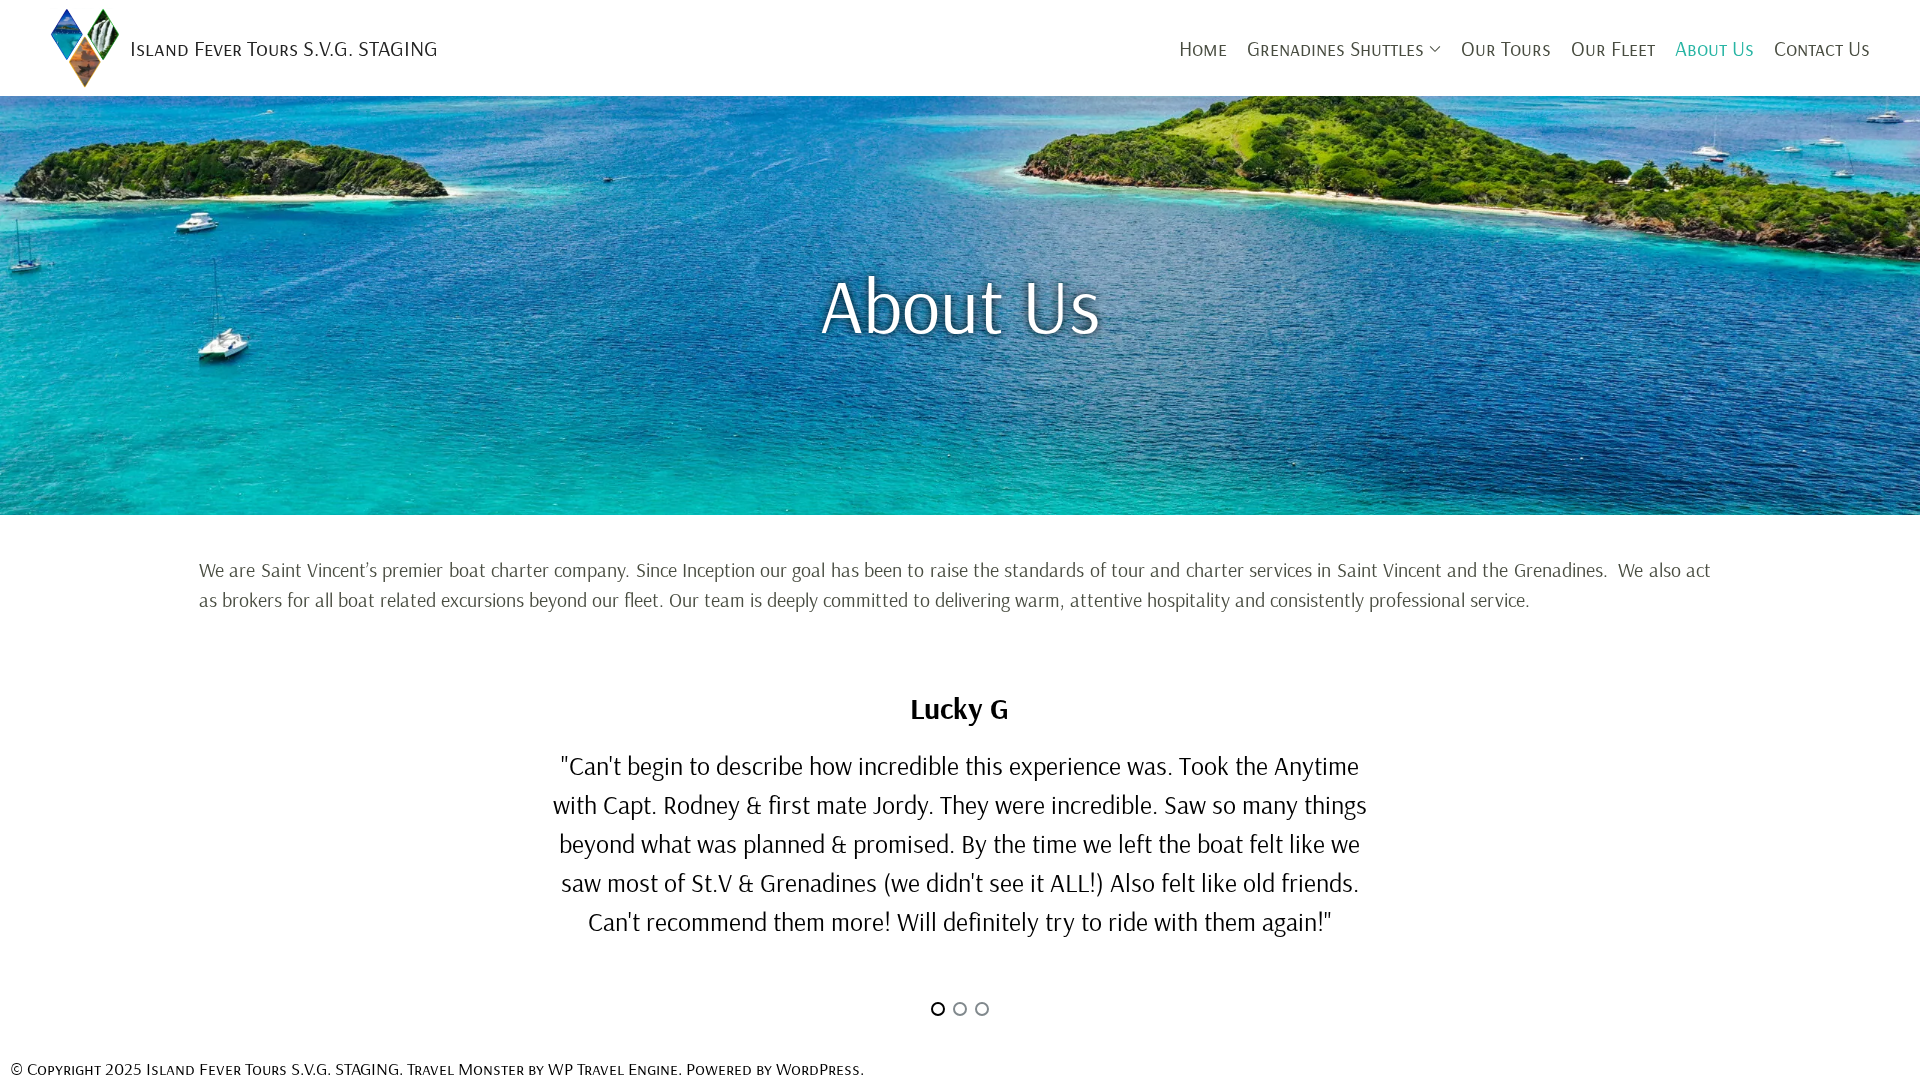 Island Fever Tours S.V.G. STAGING
Home
Grenadines Shuttles
Our Tours
Our Fleet
About Us
Contact Us
About Us
We are Saint Vincent’s premier boat charter company. Since Inception our goal has been to raise the standards of tour and charter services in Saint Vincent and the Grenadines.  We also act
as brokers for all boat related excursions beyond our fleet. Our team is deeply committed to delivering warm, attentive hospitality and consistently professional service.
Lucky G
"Can't begin to describe how incredible this experience was. Took the Anytime
with Capt. Rodney & first mate Jordy. They were incredible. Saw so many things
beyond what was planned & promised. By the time we left the boat felt like we
saw most of St.V & Grenadines (we didn't see it ALL!) Also felt like old friends.
Can't recommend them more! Will definitely try to ride with them again!"
© Copyright 2025 Island Fever Tours S.V.G. STAGING. Travel Monster by WP Travel Engine. Powered by WordPress.